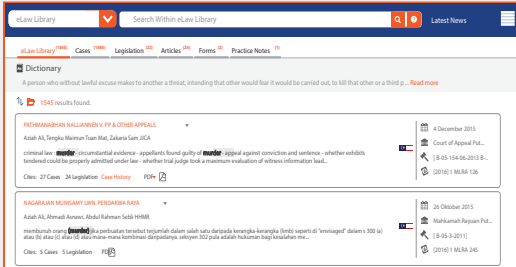 eLaw Library Search Within eLaw Library Latest News
eLaw Library (1545) Cases (1494) Legislation (23) Articles (24) Forms (2) Practice Notes (1)
Dictionary
A person who without lawful excuse makes to another a threat, intending that other would fear it would be carried out, to kill that other or a third p ... Read more
1545 results found.
PATHMANABHAN NALLIANNEN V. PP & OTHER APPEALS
Aziah Ali, Tengku Maimun Tuan Mat, Zakaria Sam JJCA
criminal law : murder - circumstantial evidence - appellants found guilty of murder - appeal against conviction and sentence - whether exhibits
tendered could be properly admitted under law - whether trial judge took a maximum evaluation of witness information lead...
Cites: 27 Cases 24 Legislation Case History PDF
4 December 2015
Court of Appeal Put...
[ B-05-154-06-2013 B-...
[2016] 1 MLRA 126
NAGARAJAN MUNISAMY LWN. PENDAKWA RAYA
Aziah Ali, Ahmadi Asnawi, Abdul Rahman Sebli HHMR
membunuh orang (murder) jika perbuatan tersebut terjumlah dalam salah satu daripada kerangka-kerangka (limb) seperti di "envisaged" dalam s 300 (a)
atau (b) atau (c) atau (d) atau mana-mana kombinasi daripadanya. seksyen 302 pula adalah hukuman bagi kesalahan me...
Cites: 5 Cases 5 Legislation PDF
26 Oktober 2015
Mahkamah Rayuan Put...
[ B-05-3-2011]
[2016] 1 MLRA 245